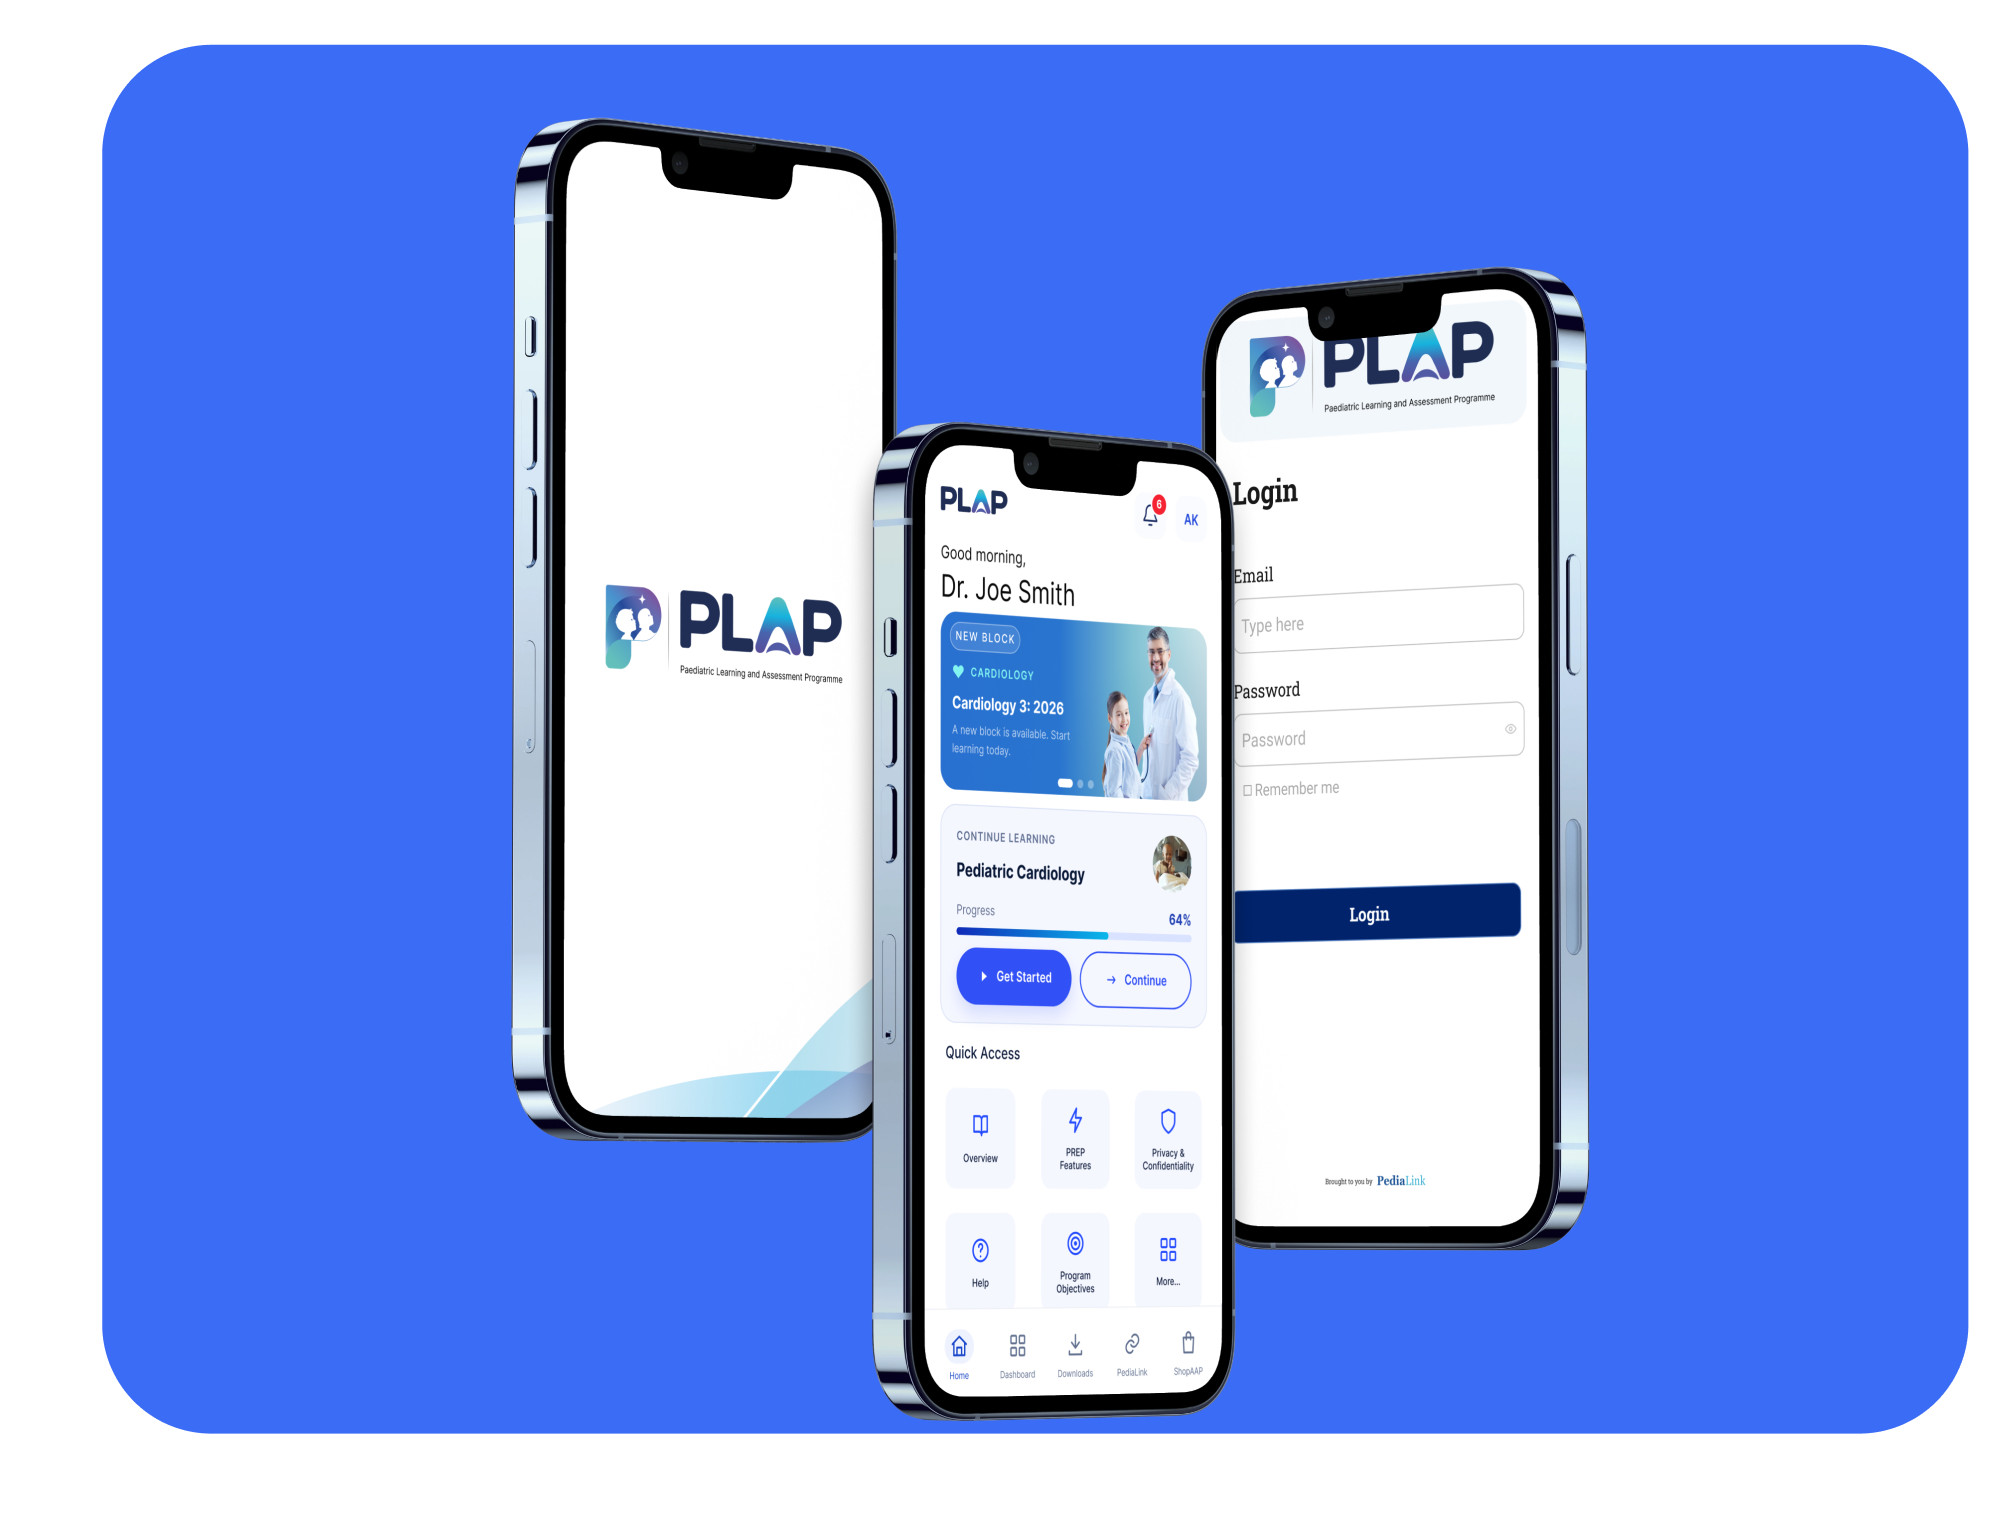 PLAP
Paediatric Learning and Assessment Programme
PLAP
6
AK
Good morning,
Dr. Joe Smith
NEW BLOCK
CARDIOLOGY
Cardiology 3: 2026
A new block is available. Start
learning today.
CONTINUE LEARNING
Pediatric Cardiology
Progress
64%
Get Started
Continue
Quick Access
Overview
PREP
Features
Privacy &
Confidentiality
Help
Program
Objectives
More...
Home
Dashboard
Downloads
PediaLink
ShopAAP
PLAP
Paediatric Learning and Assessment Programme
Login
Email
Type here
Password
Password
Remember me
Login
Brought to you by PediaLink